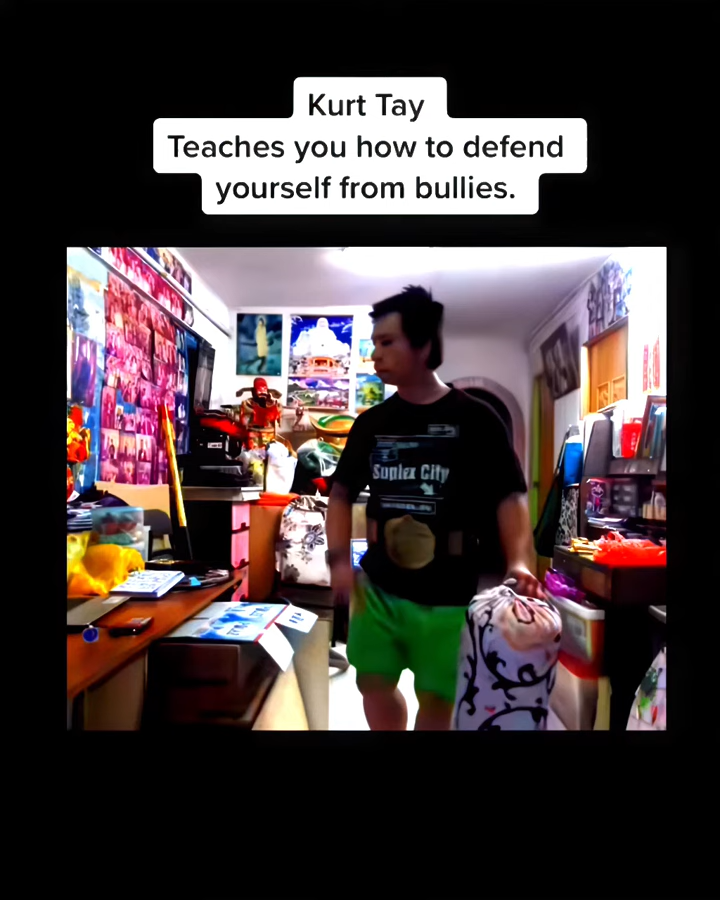 Kurt Tay
Teaches you how to defend
yourself from bullies.
Suplex City